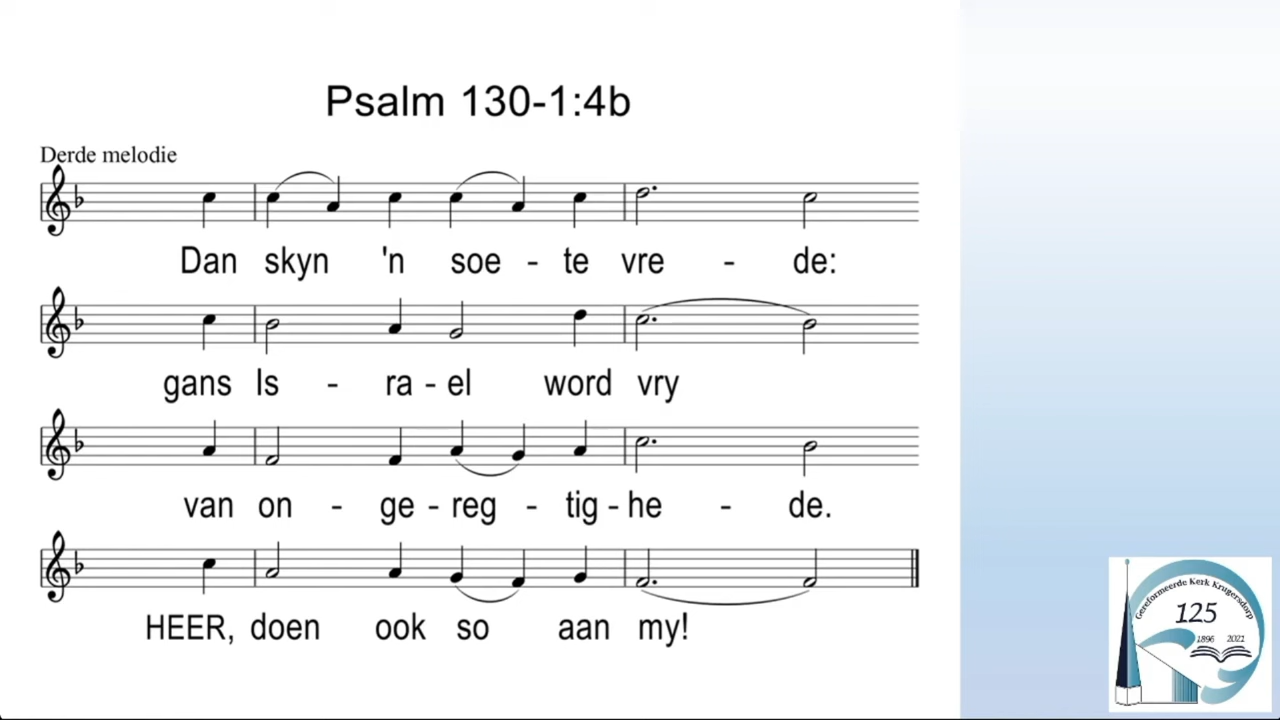 Psalm 130-1:4b
Derde melodie
Dan skyn 'n soe - te vre - de:
gans Is - ra - el word vry
van on - ge - reg - tig - he - de.
HEER, doen ook so aan my!
Gereformeerde Kerk Krugersdorp
125
1896 2021